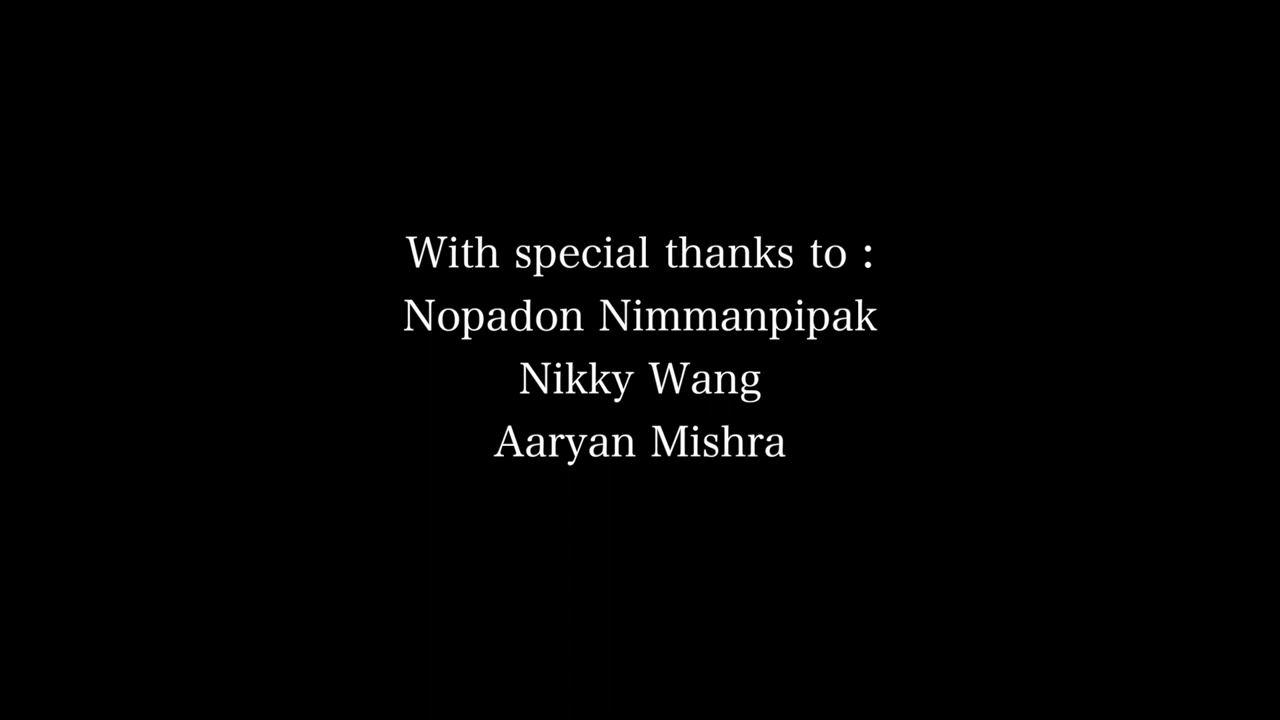 With special thanks to :
Nopadon Nimmanpipak
Nikky Wang
Aaryan Mishra